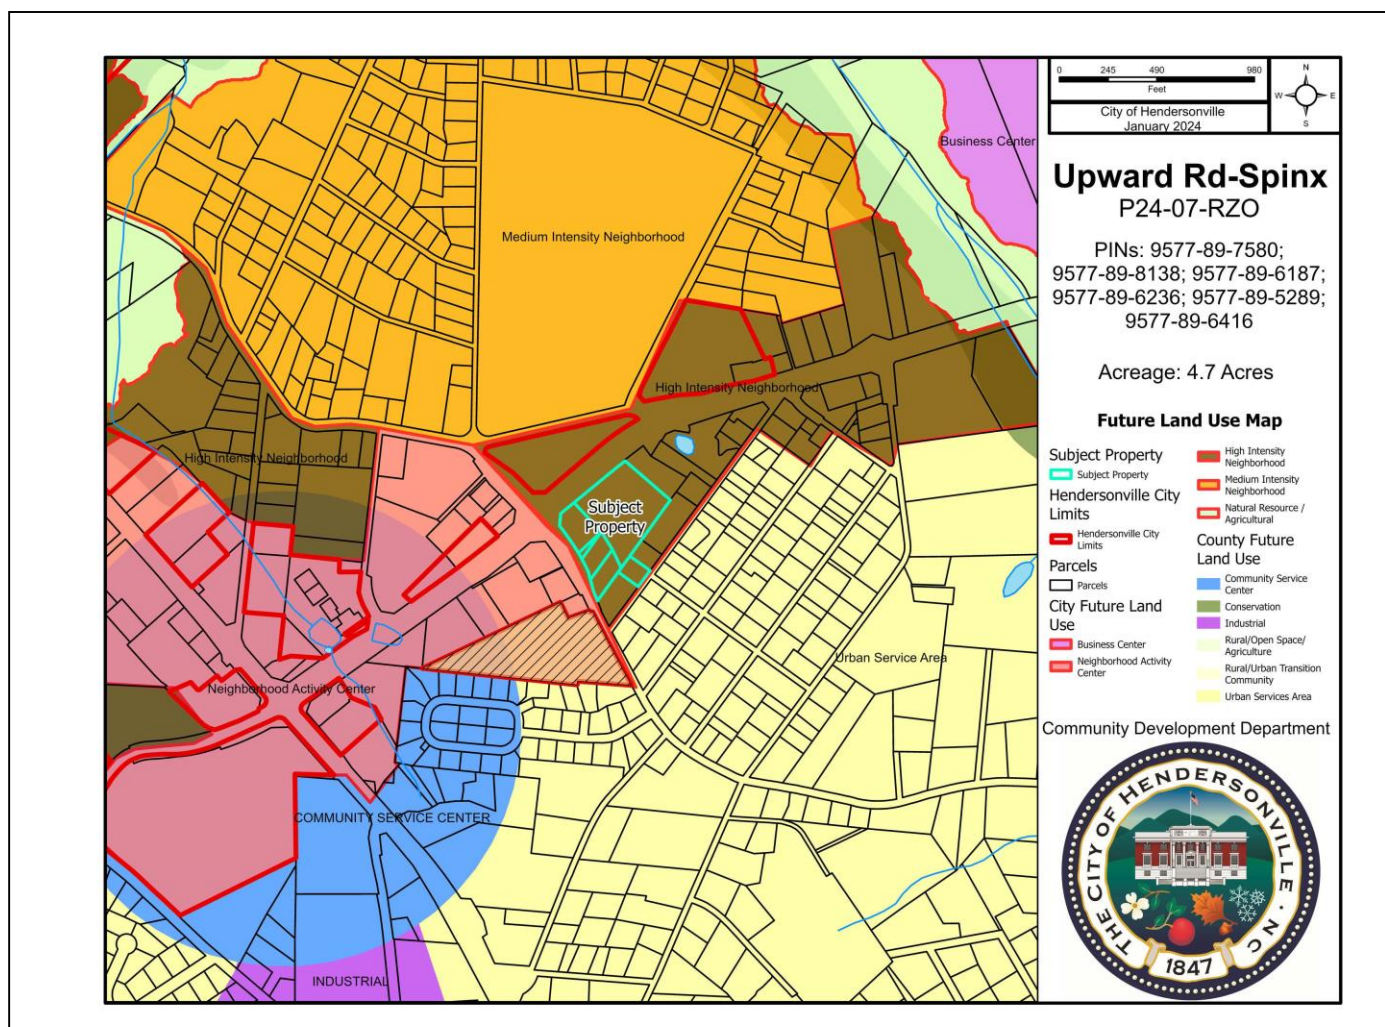 Medium Intensity Neighborhood
Business Center
High Intensity Neighborhood
High Intensity Neighborhood
Subject
Property
Urban Service Area
Neighborhood Activity Center
COMMUNITY SERVICE CENTER
INDUSTRIAL
0 245 490 980
Feet
City of Hendersonville
January 2024
N
W E
S
Upward Rd-Spinx
P24-07-RZO
PINs: 9577-89-7580;
9577-89-8138; 9577-89-6187;
9577-89-6236; 9577-89-5289;
9577-89-6416
Acreage: 4.7 Acres
Future Land Use Map
Subject Property
Subject Property
Hendersonville City
Limits
Hendersonville City
Limits
Parcels
Parcels
City Future Land
Use
Business Center
Neighborhood Activity
Center
High Intensity
Neighborhood
Medium Intensity
Neighborhood
Natural Resource /
Agricultural
County Future
Land Use
Community Service
Center
Conservation
Industrial
Rural/Open Space/
Agriculture
Rural/Urban Transition
Community
Urban Services Area
Community Development Department
THE CITY OF HENDERSONVILLE · NC
1847